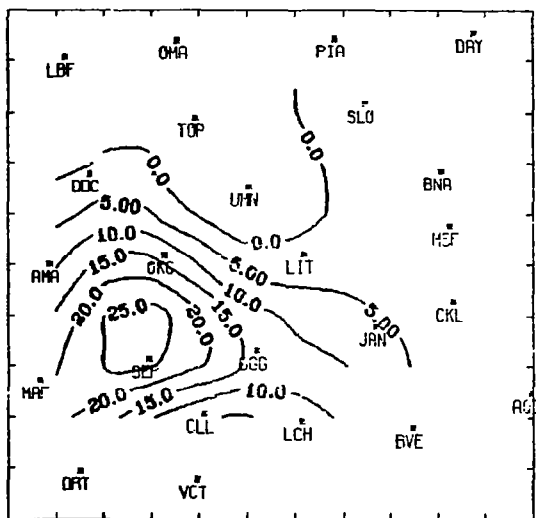 OMA PIA DAY
LBF
SLO
TOP
0.0
0.0
DDC BNA
UMN
5.00
0.0
10.0
LIT
AMA 15.0 OKC 5.00
20.0 10.0
25.0 20.0 15.0 5.00 CKL
JAN
SEP GGG
MAF
20.0 15.0 10.0
CLL LCH BVE
DRT VCT